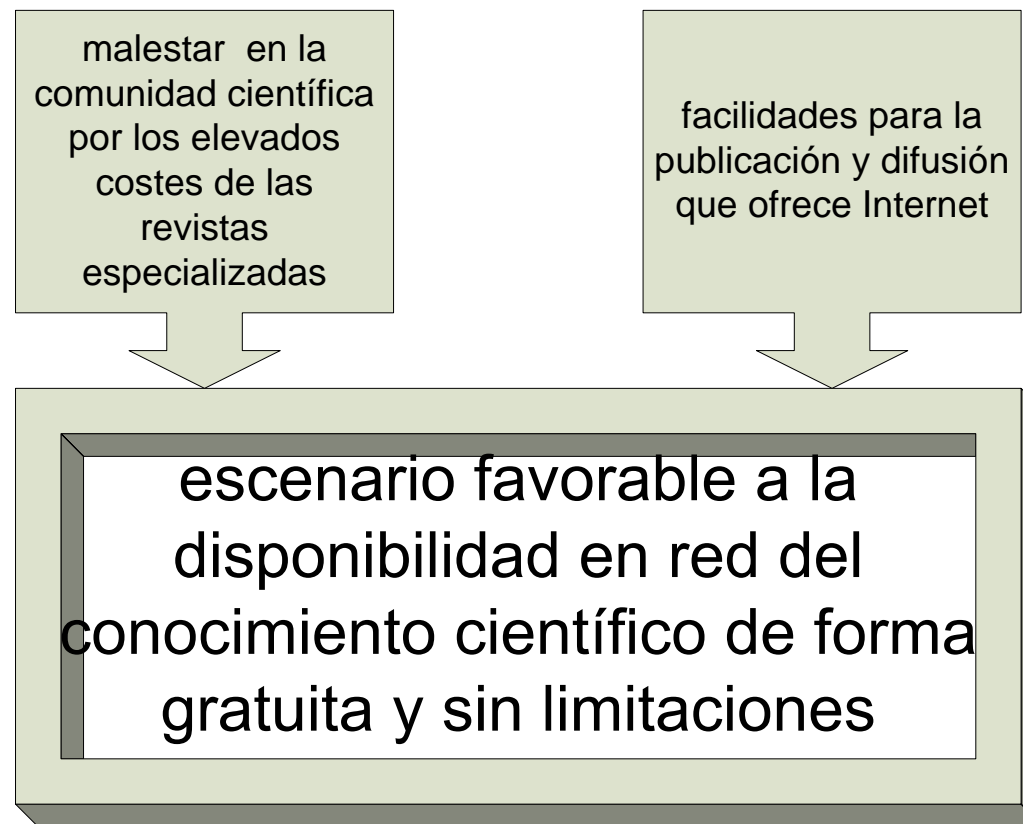 malestar en la
comunidad científica
por los elevados
costes de las
revistas
especializadas
facilidades para la
publicación y difusión
que ofrece Internet
escenario favorable a la
disponibilidad en red del
conocimiento científico de forma
gratuita y sin limitaciones